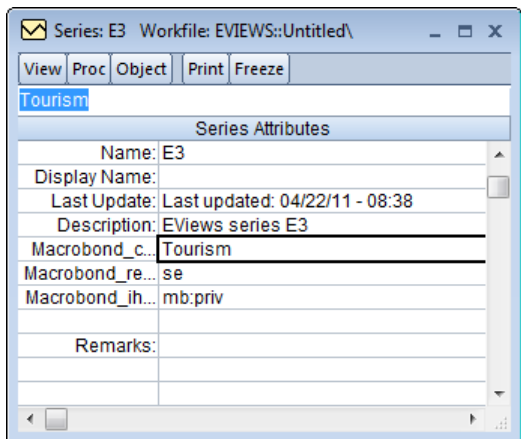 Series: E3 Workfile: EVIEWS::Untitled\
View Proc Object Print Freeze
Tourism
Series Attributes
Name: E3
Display Name:
Last Update: Last updated: 04/22/11 - 08:38
Description: EViews series E3
Macrobond_c... Tourism
Macrobond_re... se
Macrobond_ih... mb:priv
Remarks: